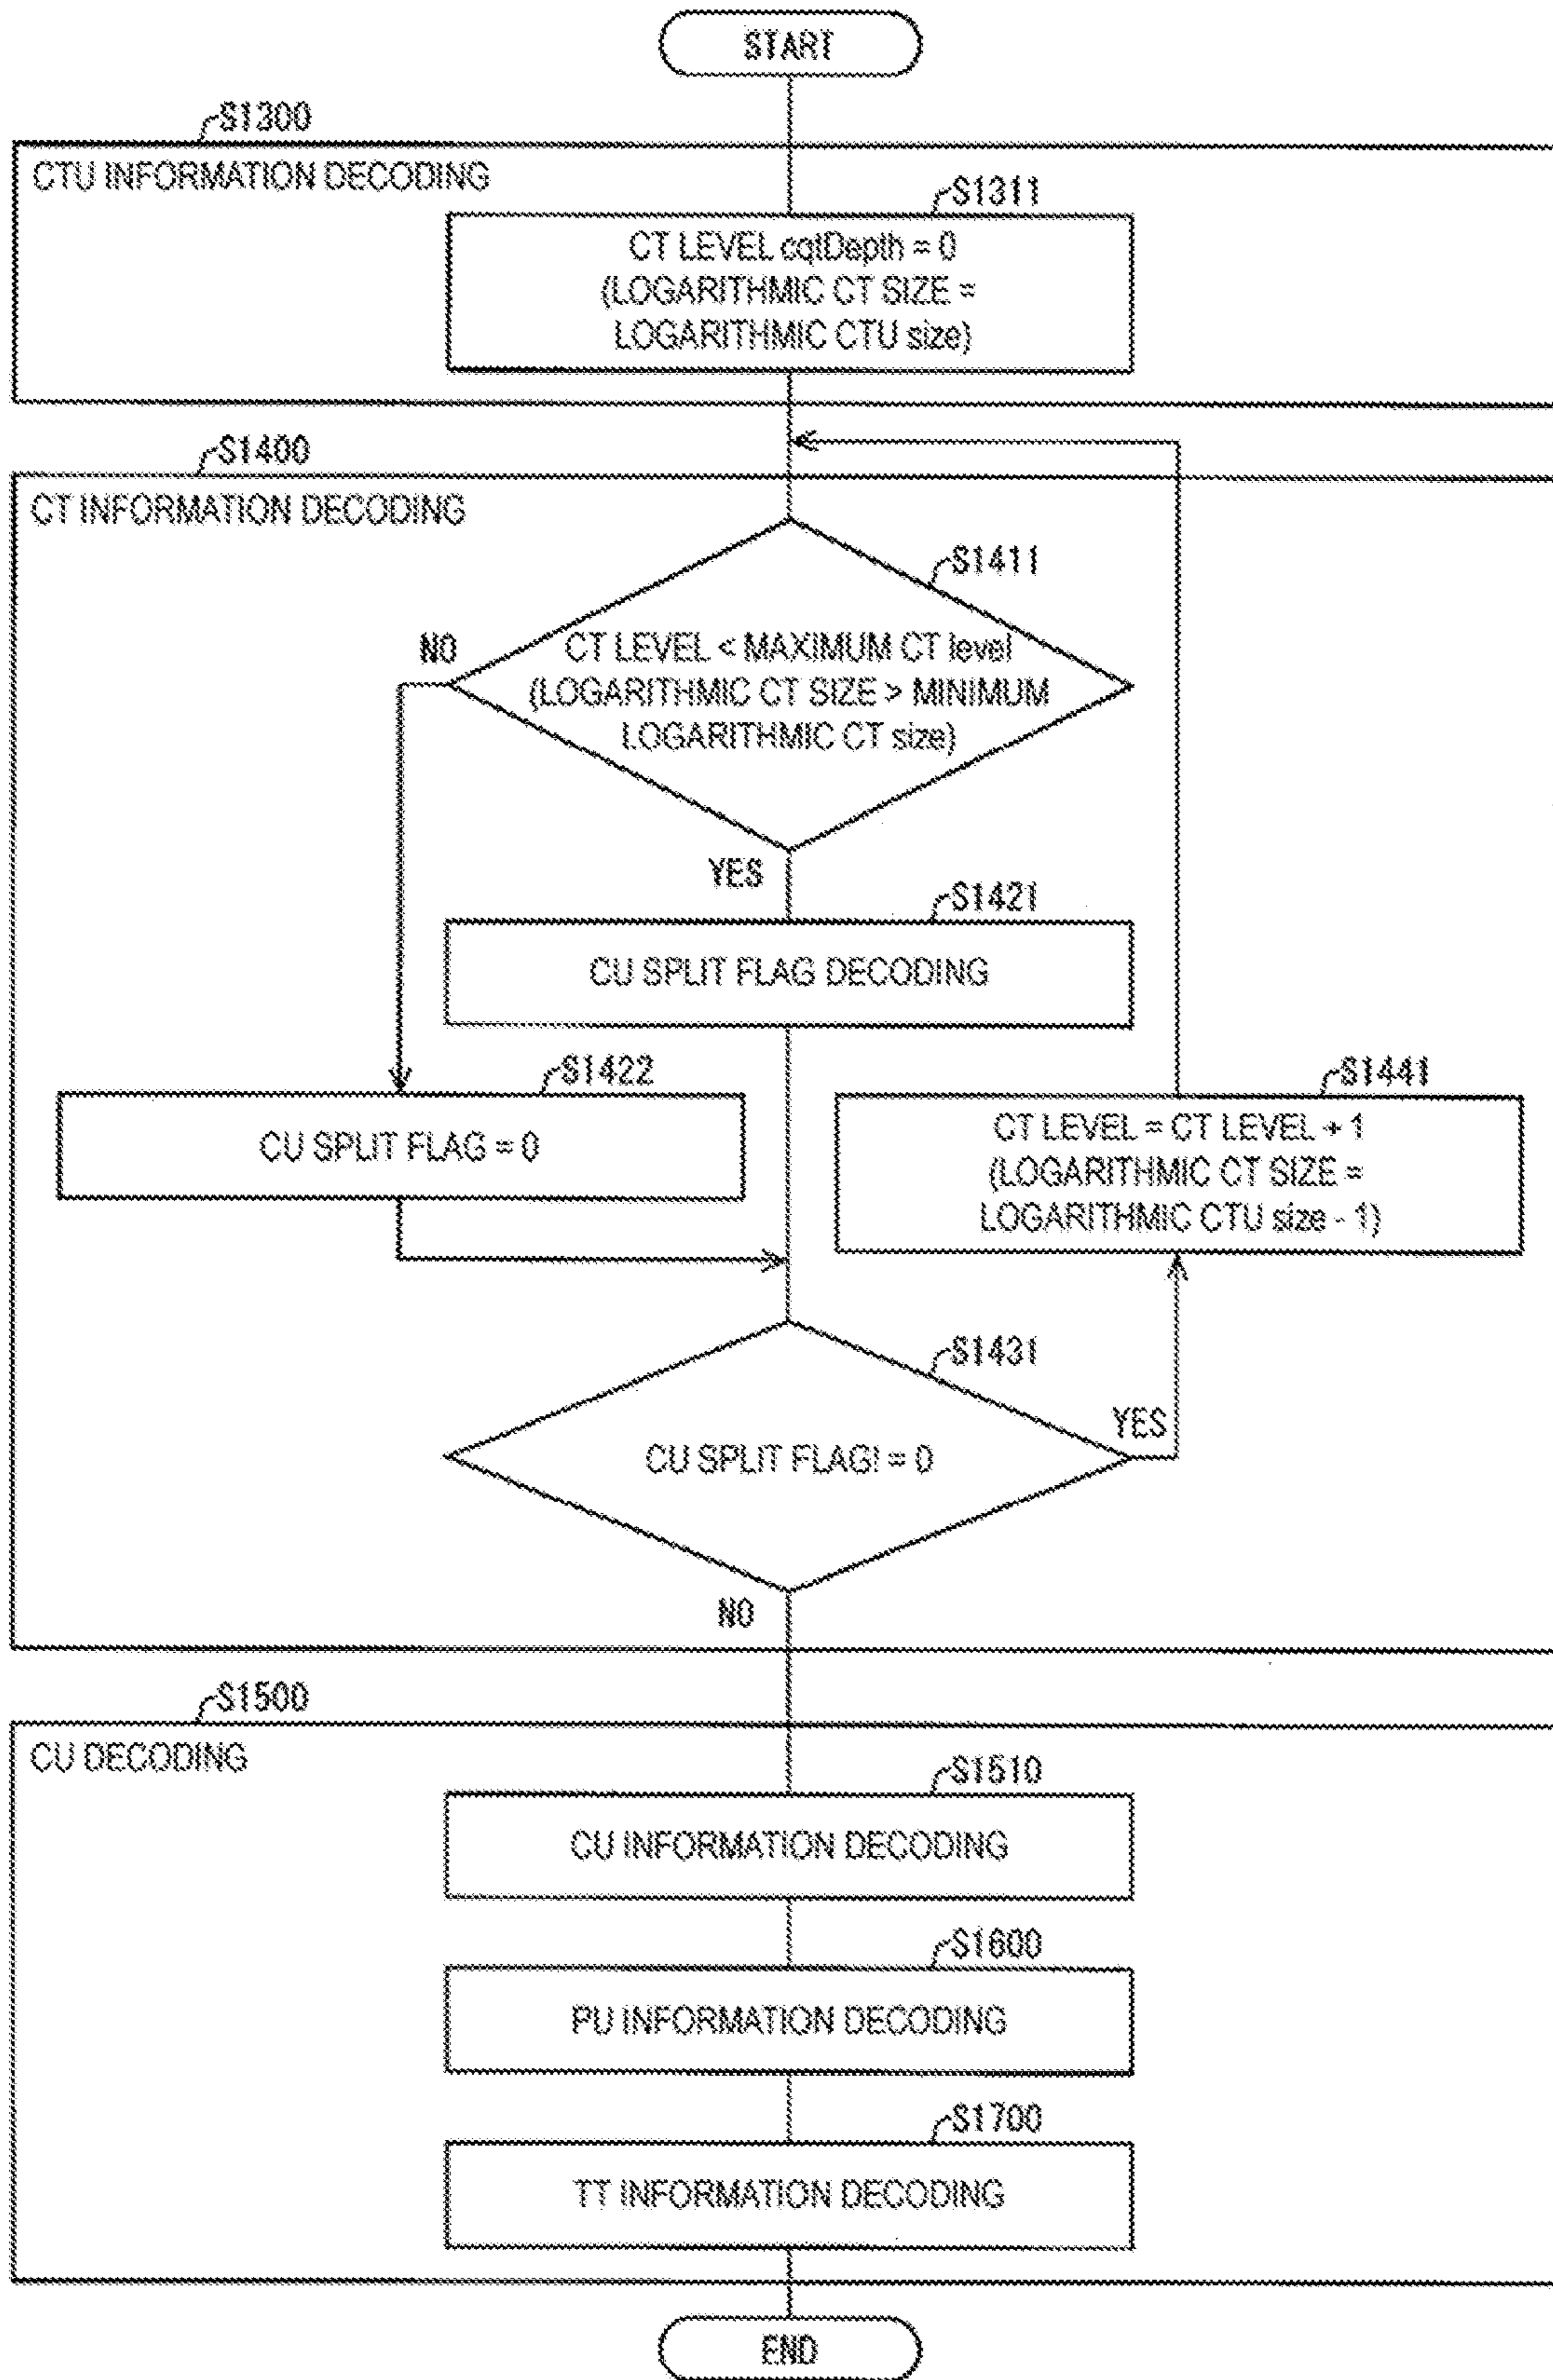 START
S1300
CTU INFORMATION DECODING
S1311
CT LEVEL cqtDepth = 0
(LOGARITHMIC CT SIZE =
LOGARITHMIC CTU size)
S1400
CT INFORMATION DECODING
S1411
NO
CT LEVEL < MAXIMUM CT level
(LOGARITHMIC CT SIZE > MINIMUM
LOGARITHMIC CT size)
YES
S1421
CU SPLIT FLAG DECODING
S1422
CU SPLIT FLAG = 0
S1441
CT LEVEL = CT LEVEL + 1
(LOGARITHMIC CT SIZE =
LOGARITHMIC CTU size - 1)
S1431
YES
CU SPLIT FLAG! = 0
NO
S1500
CU DECODING
S1510
CU INFORMATION DECODING
S1600
PU INFORMATION DECODING
S1700
TT INFORMATION DECODING
END